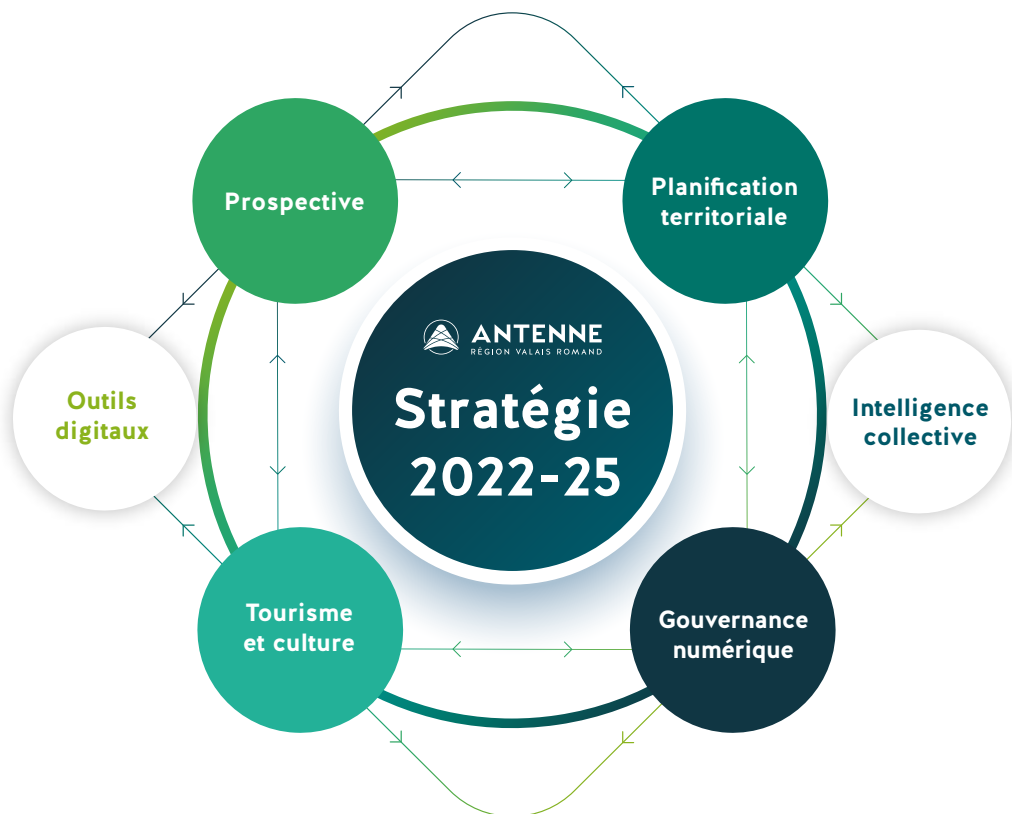 Prospective
Planification
territoriale
ANTENNE
RÉGION VALAIS ROMAND
Stratégie
2022-25
Outils
digitaux
Intelligence
collective
Tourisme
et culture
Gouvernance
numérique